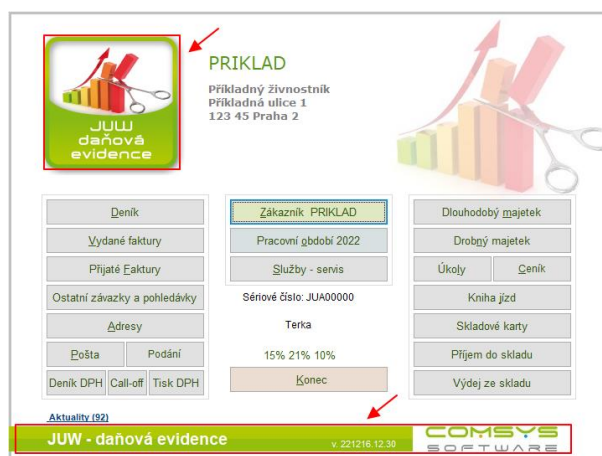 JUW
daňová
evidence
PRIKLAD
Příkladný živnostník
Příkladná ulice 1
123 45 Praha 2
Deník
Vydané faktury
Přijaté Faktury
Ostatní závazky a pohledávky
Adresy
Pošta
Podání
Deník DPH
Call-off
Tisk DPH
Zákazník PRIKLAD
Pracovní období 2022
Služby - servis
Sériové číslo: JUA00000
Terka
15% 21% 10%
Konec
Dlouhodobý majetek
Drobný majetek
Úkoly
Ceník
Kniha jízd
Skladové karty
Příjem do skladu
Výdej ze skladu
Aktuality (92)
JUW - daňová evidence
v. 221216.12.30
COMSYS
SOFTWARE